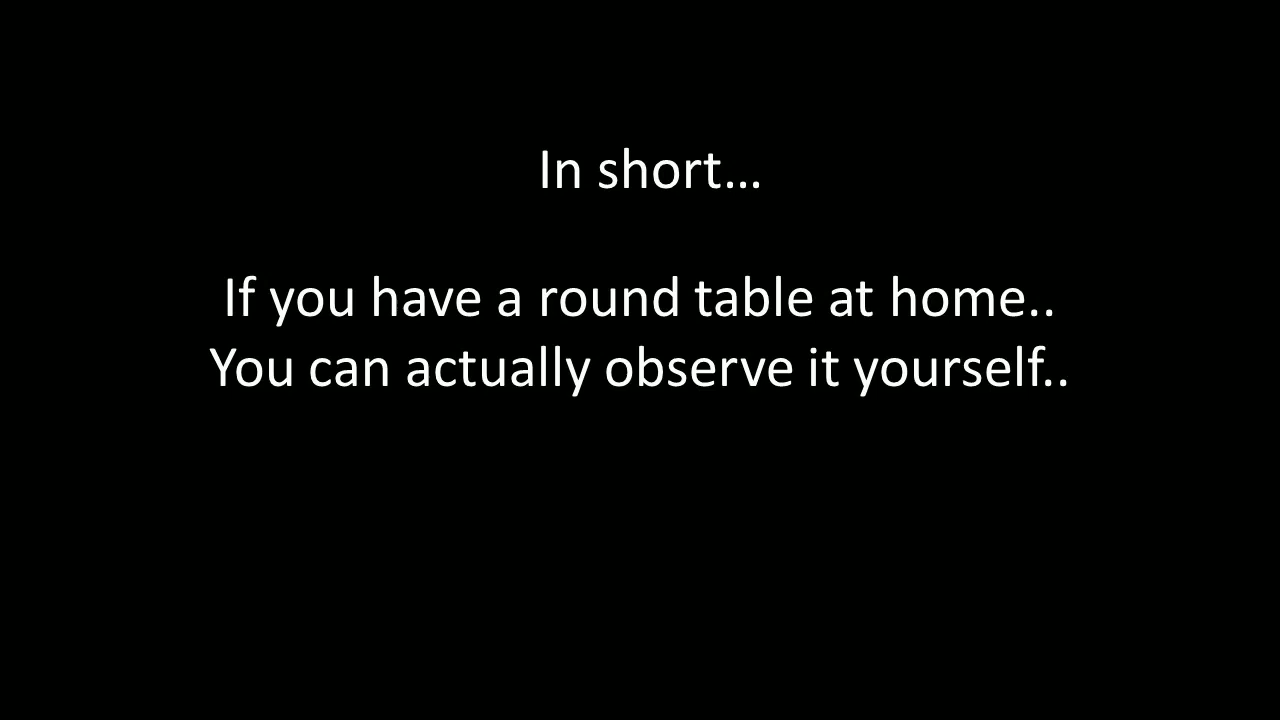 In short…
If you have a round table at home..
You can actually observe it yourself..